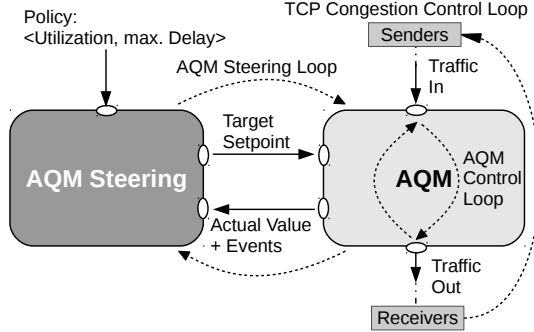 Policy:
<Utilization, max. Delay>
TCP Congestion Control Loop
Senders
AQM Steering Loop
Traffic
In
Target
Setpoint
AQM Steering
AQM
AQM
Control
Loop
Actual Value
+ Events
Traffic
Out
Receivers